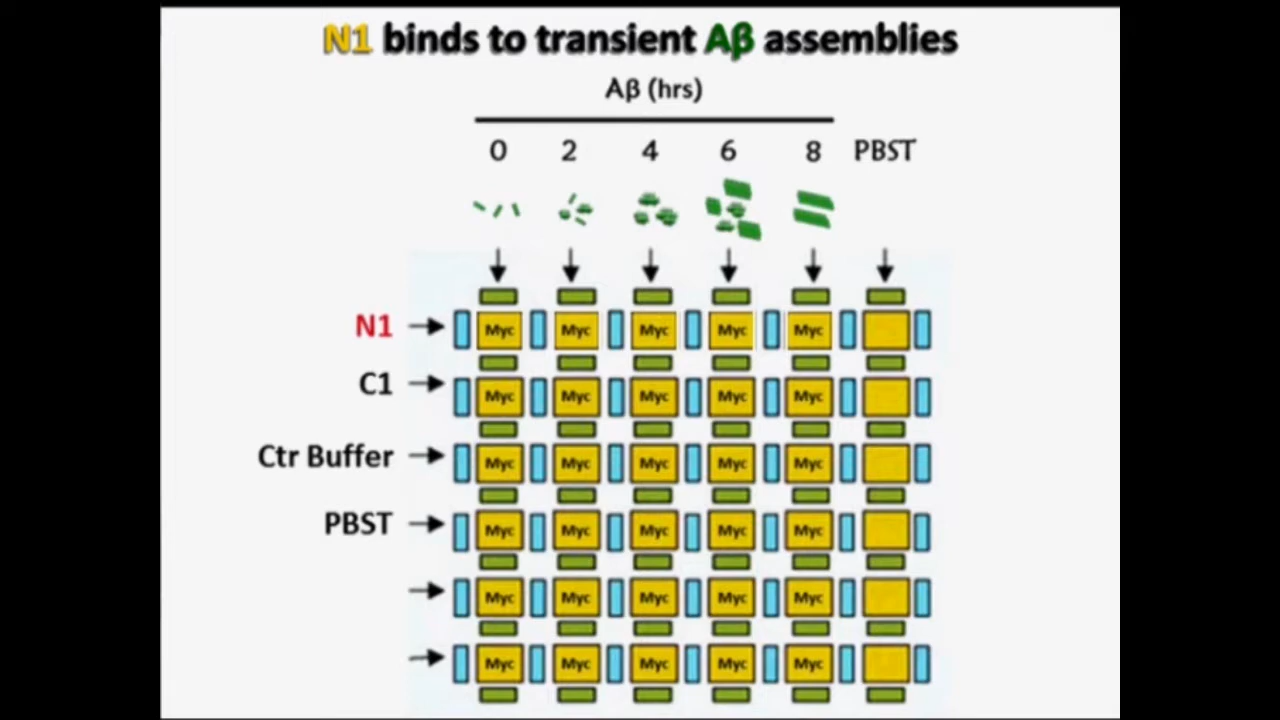 N1 binds to transient Aβ assemblies
Aβ (hrs)
0 2 4 6 8 PBST
N1 Myc Myc Myc Myc Myc
C1 Myc Myc Myc Myc Myc
Ctr Buffer Myc Myc Myc Myc Myc
PBST Myc Myc Myc Myc Myc
Myc Myc Myc Myc Myc
Myc Myc Myc Myc Myc